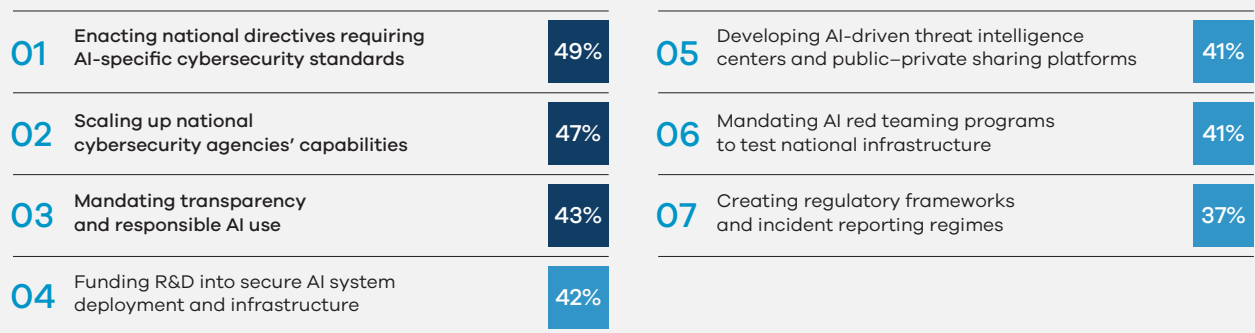 01
Enacting national directives requiring
AI-specific cybersecurity standards
49%
02
Scaling up national
cybersecurity agencies’ capabilities
47%
03
Mandating transparency
and responsible AI use
43%
04
Funding R&D into secure AI system
deployment and infrastructure
42%
05
Developing AI-driven threat intelligence
centers and public–private sharing platforms
41%
06
Mandating AI red teaming programs
to test national infrastructure
41%
07
Creating regulatory frameworks
and incident reporting regimes
37%